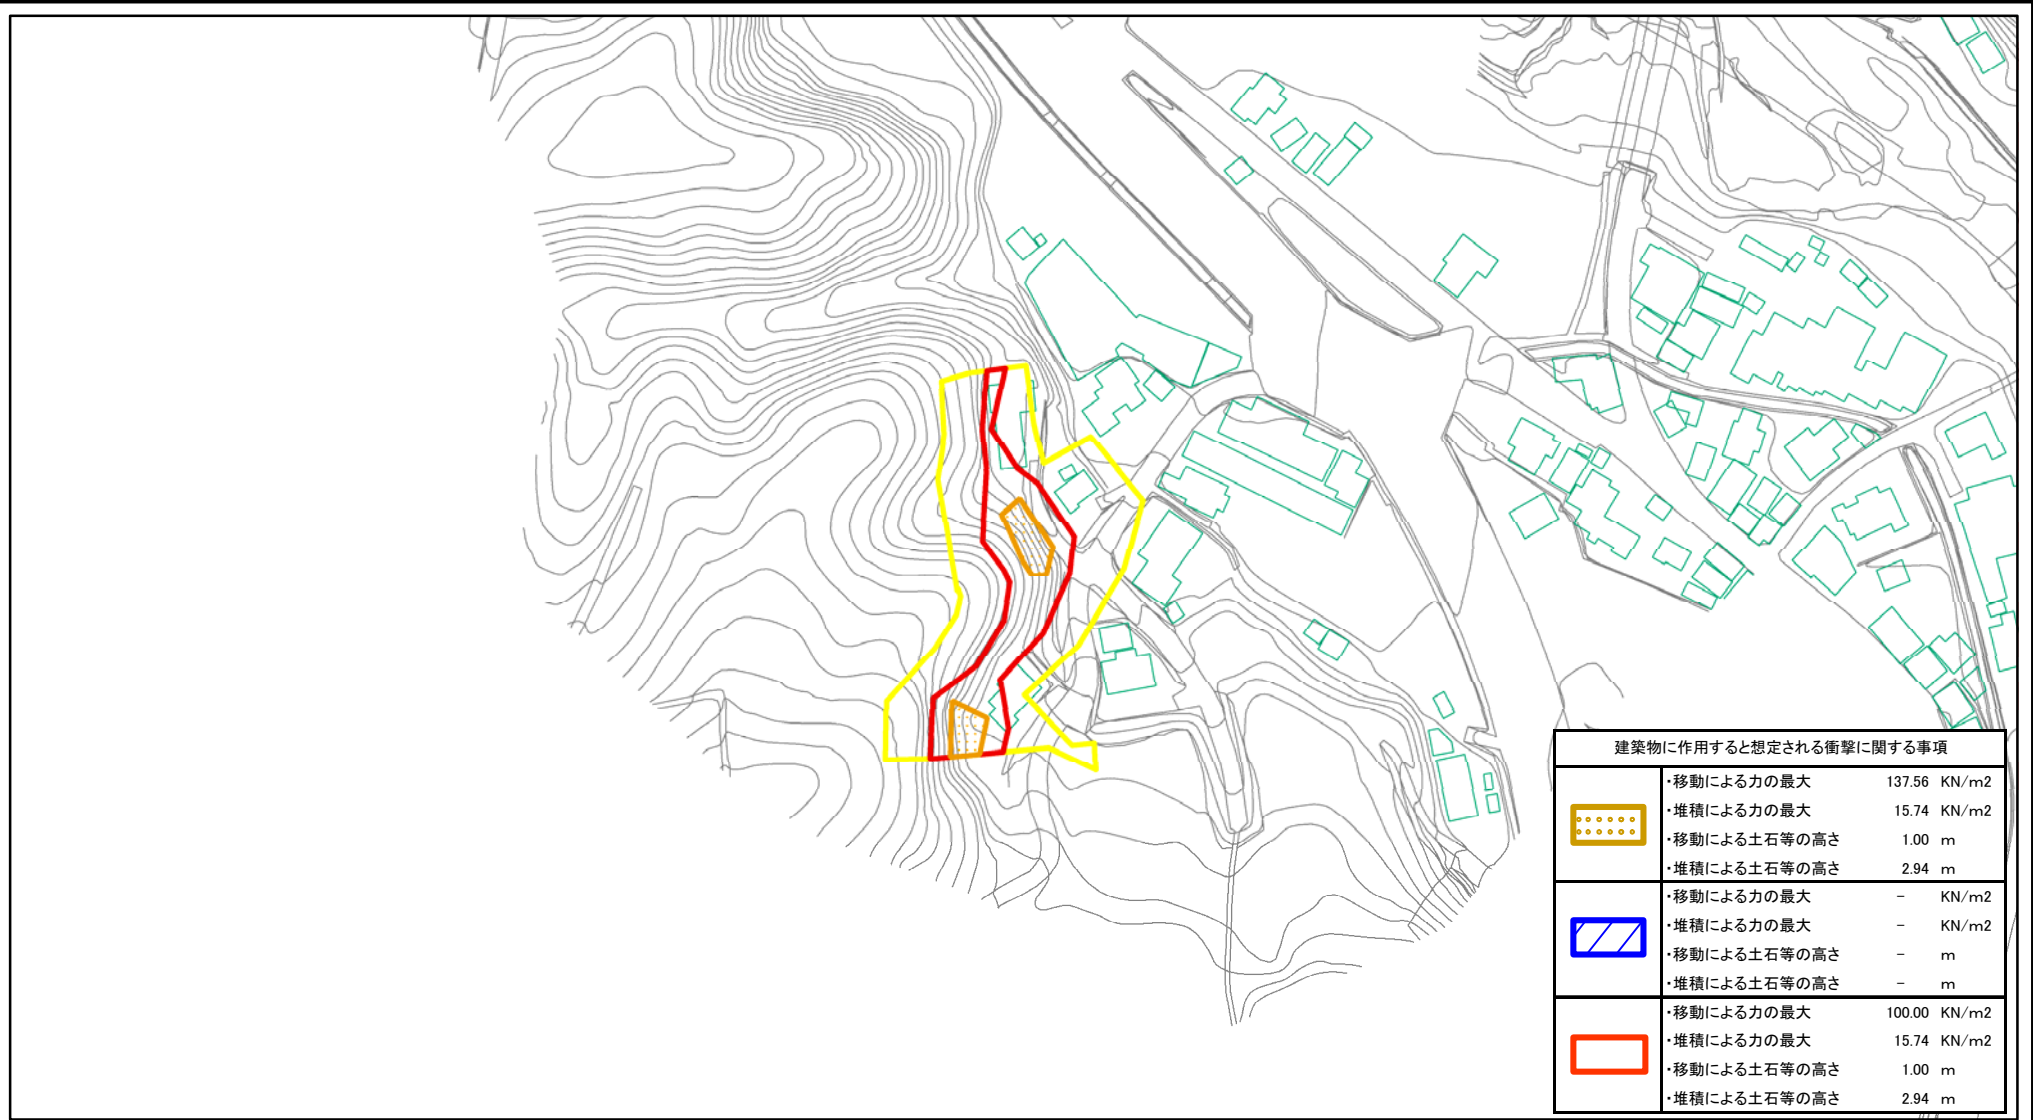 建築物に作用すると想定される衝撃に関する事項
・移動による力の最大 137.56 KN/m2
・堆積による力の最大 15.74 KN/m2
・移動による土石等の高さ 1.00 m
・堆積による土石等の高さ 2.94 m
・移動による力の最大 - KN/m2
・堆積による力の最大 - KN/m2
・移動による土石等の高さ - m
・堆積による土石等の高さ - m
・移動による力の最大 100.00 KN/m2
・堆積による力の最大 15.74 KN/m2
・移動による土石等の高さ 1.00 m
・堆積による土石等の高さ 2.94 m